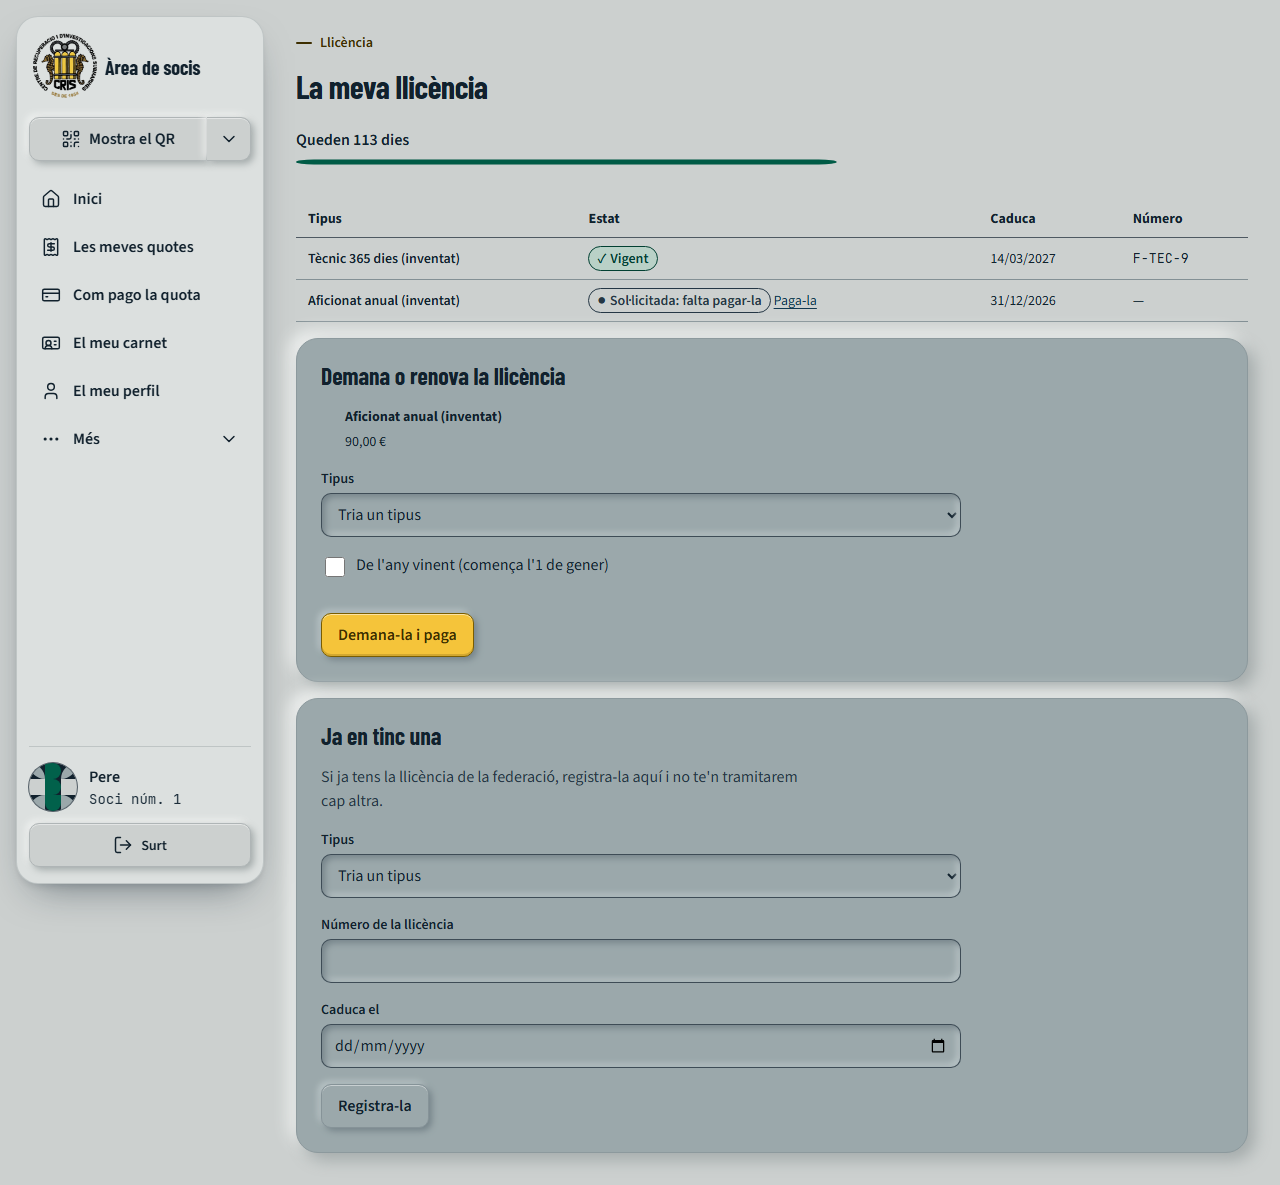 CENTRE DE RECUPERACIÓ I D'INVESTIGACIONS SUBMARINES
CRIS
Àrea de socis
Mostra el QR
Inici
Les meves quotes
Com pago la quota
El meu carnet
El meu perfil
Més
Pere
Soci núm. 1
Surt
Llicència
La meva llicència
Queden 113 dies
Tipus Estat Caduca Número
Tècnic 365 dies (inventat) ✓ Vigent 14/03/2027 F-TEC-9
Aficionat anual (inventat) ● Sol·licitada: falta pagar-la Paga-la 31/12/2026 —
Demana o renova la llicència
Aficionat anual (inventat)
90,00 €
Tipus
Tria un tipus
De l'any vinent (comença l'1 de gener)
Demana-la i paga
Ja en tinc una
Si ja tens la llicència de la federació, registra-la aquí i no te'n tramitarem
cap altra.
Tipus
Tria un tipus
Número de la llicència
Caduca el
dd/mm/yyyy
Registra-la